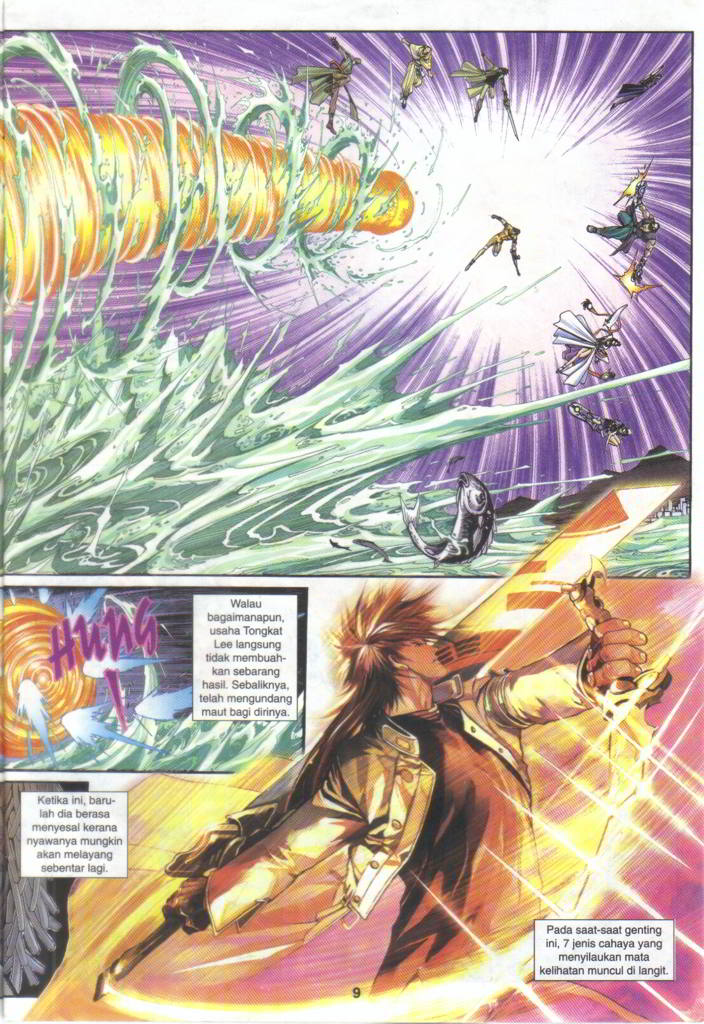 HUNG
!
Walau
bagaimanapun,
usaha Tongkat
Lee langsung
tidak membuah-
kan sebarang
hasil. Sebaliknya,
telah mengundang
maut bagi dirinya.
Ketika ini, baru-
lah dia berasa
menyesal kerana
nyawanya mungkin
akan melayang
sebentar lagi.
Pada saat-saat genting
ini, 7 jenis cahaya yang
menyilaukan mata
kelihatan muncul di langit.
9